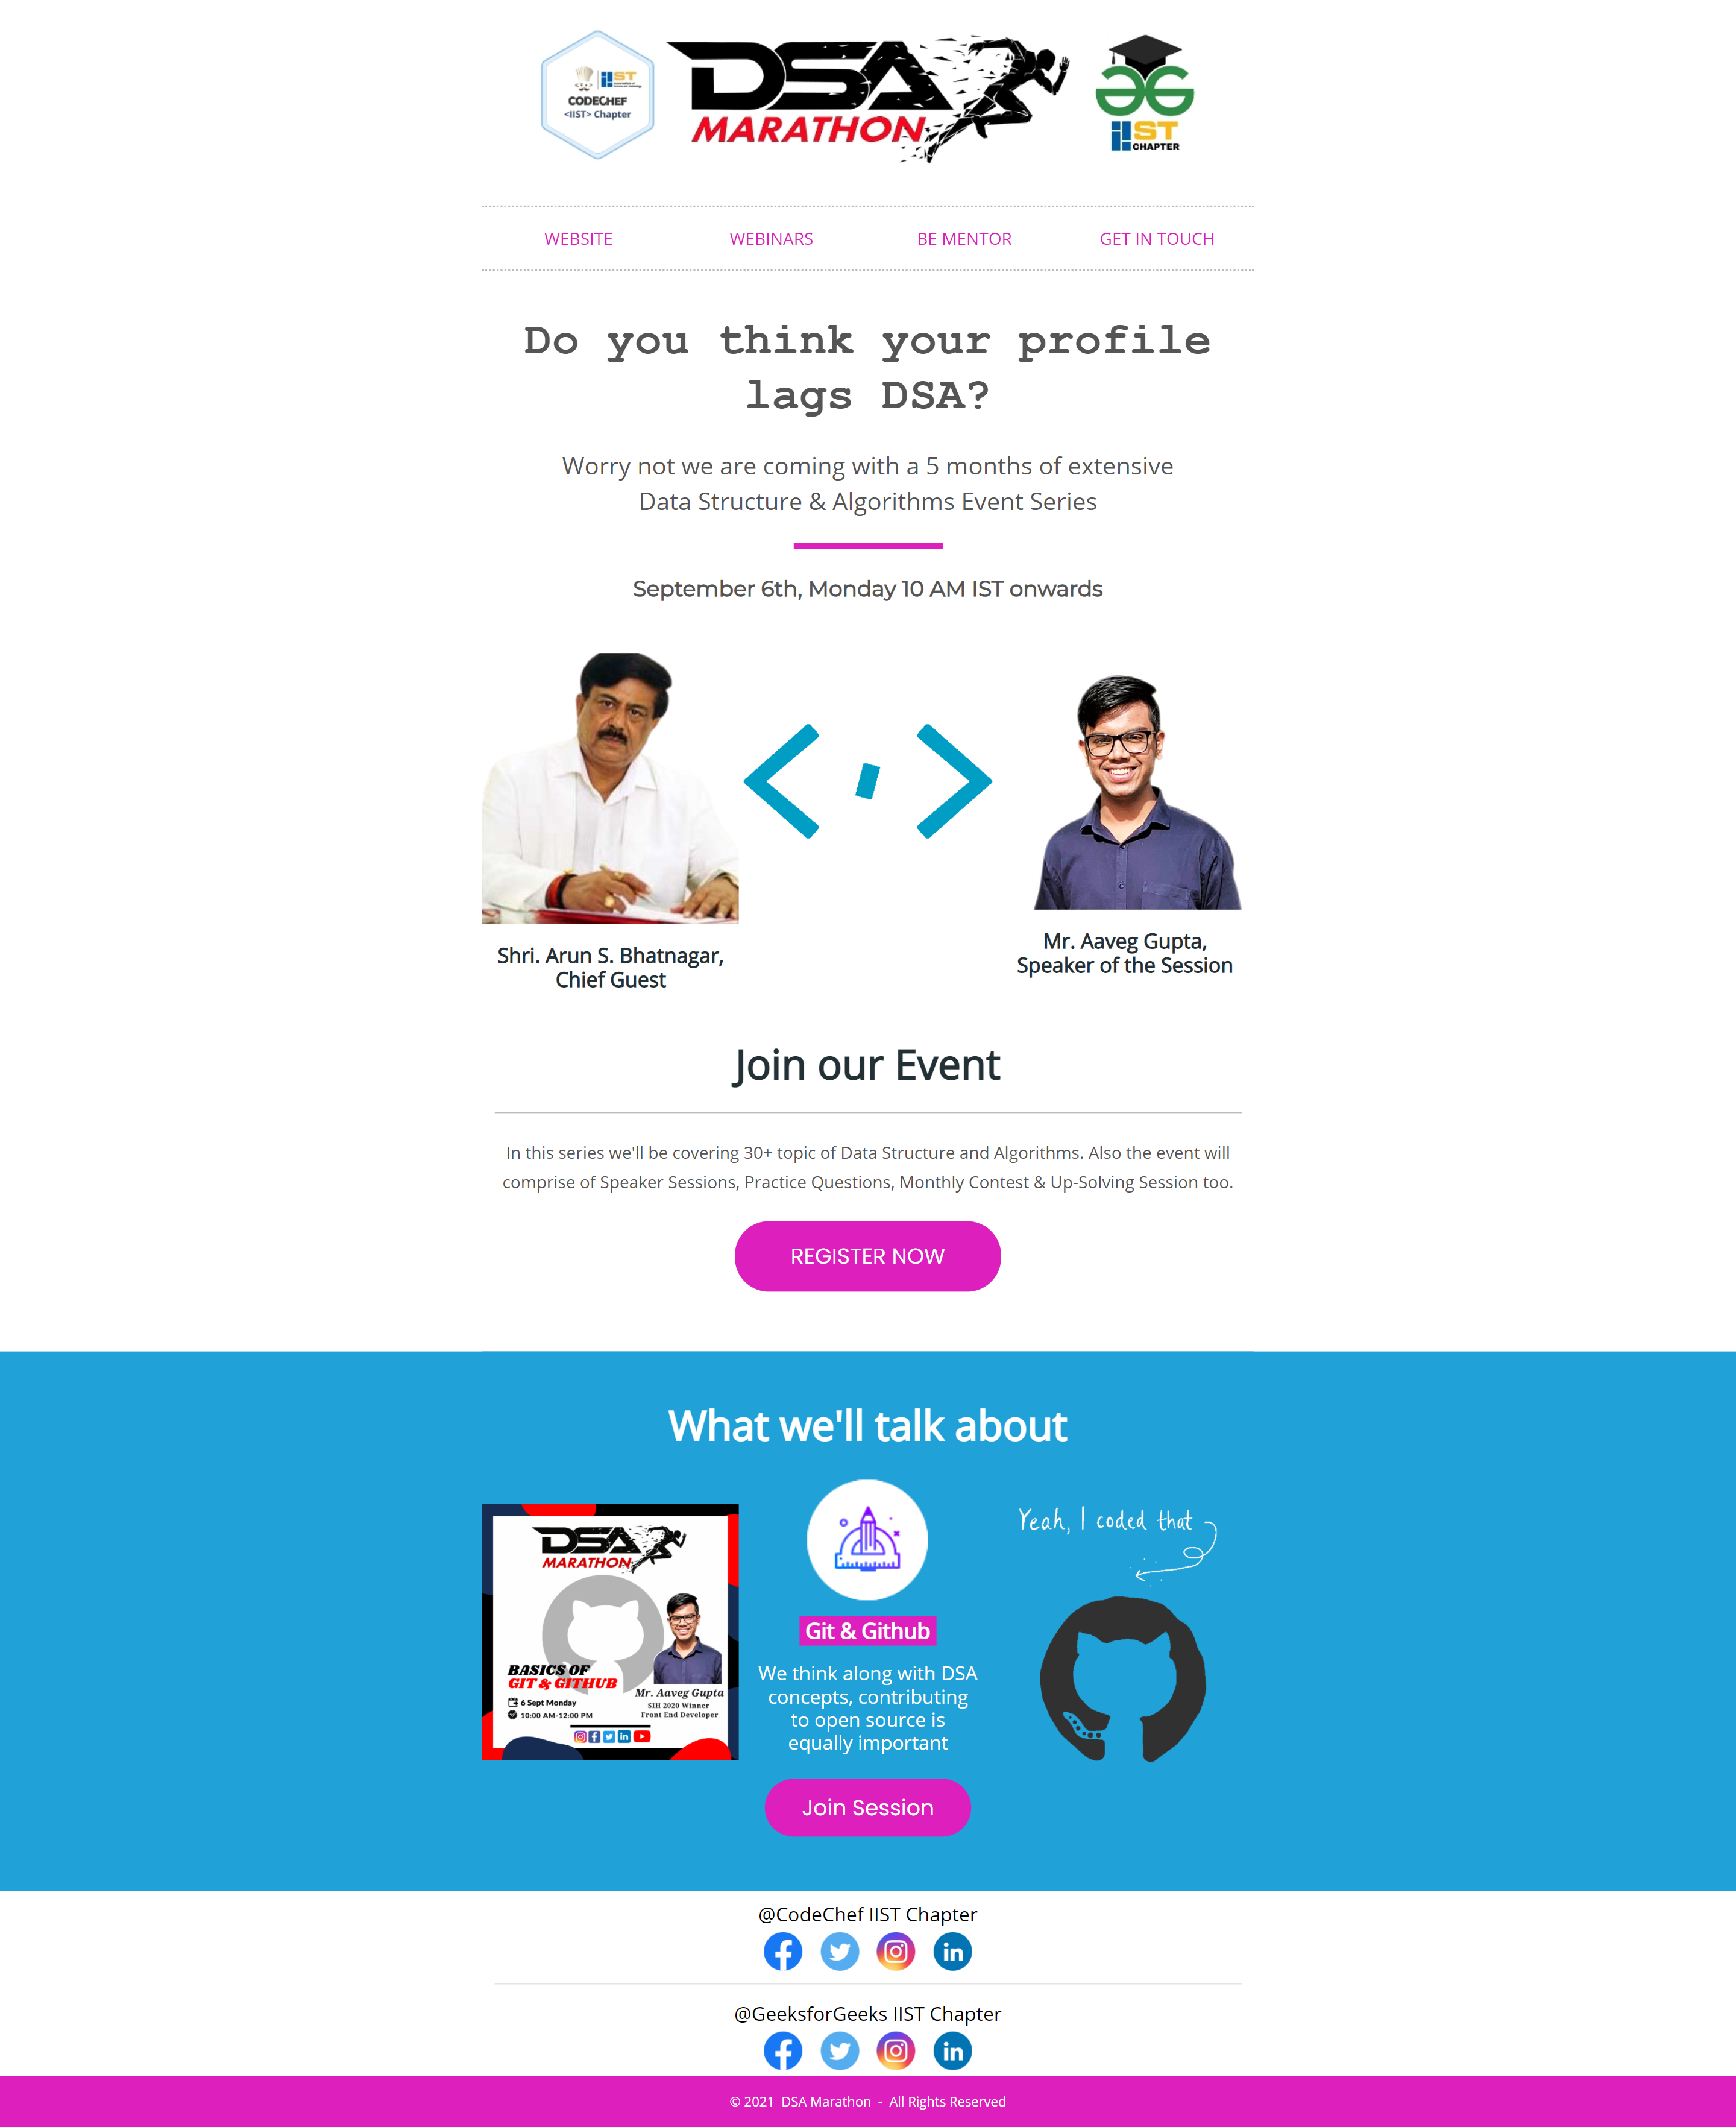 IIST
CODECHEF
<IIST> Chapter
DSA
MARATHON
IIST
CHAPTER
WEBSITE
WEBINARS
BE MENTOR
GET IN TOUCH
Do you think your profile
lags DSA?
Worry not we are coming with a 5 months of extensive
Data Structure & Algorithms Event Series
September 6th, Monday 10 AM IST onwards
Shri. Arun S. Bhatnagar,
Chief Guest
Mr. Aaveg Gupta,
Speaker of the Session
Join our Event
In this series we'll be covering 30+ topic of Data Structure and Algorithms. Also the event will
comprise of Speaker Sessions, Practice Questions, Monthly Contest & Up-Solving Session too.
REGISTER NOW
What we'll talk about
DSA
MARATHON
BASICS OF
GIT & GITHUB
6 Sept Monday
10:00 AM-12:00 PM
Mr. Aaveg Gupta
SIH 2020 Winner
Front End Developer
Git & Github
We think along with DSA
concepts, contributing
to open source is
equally important
Join Session
Yeah, I coded that
@CodeChef IIST Chapter
@GeeksforGeeks IIST Chapter
© 2021 DSA Marathon - All Rights Reserved